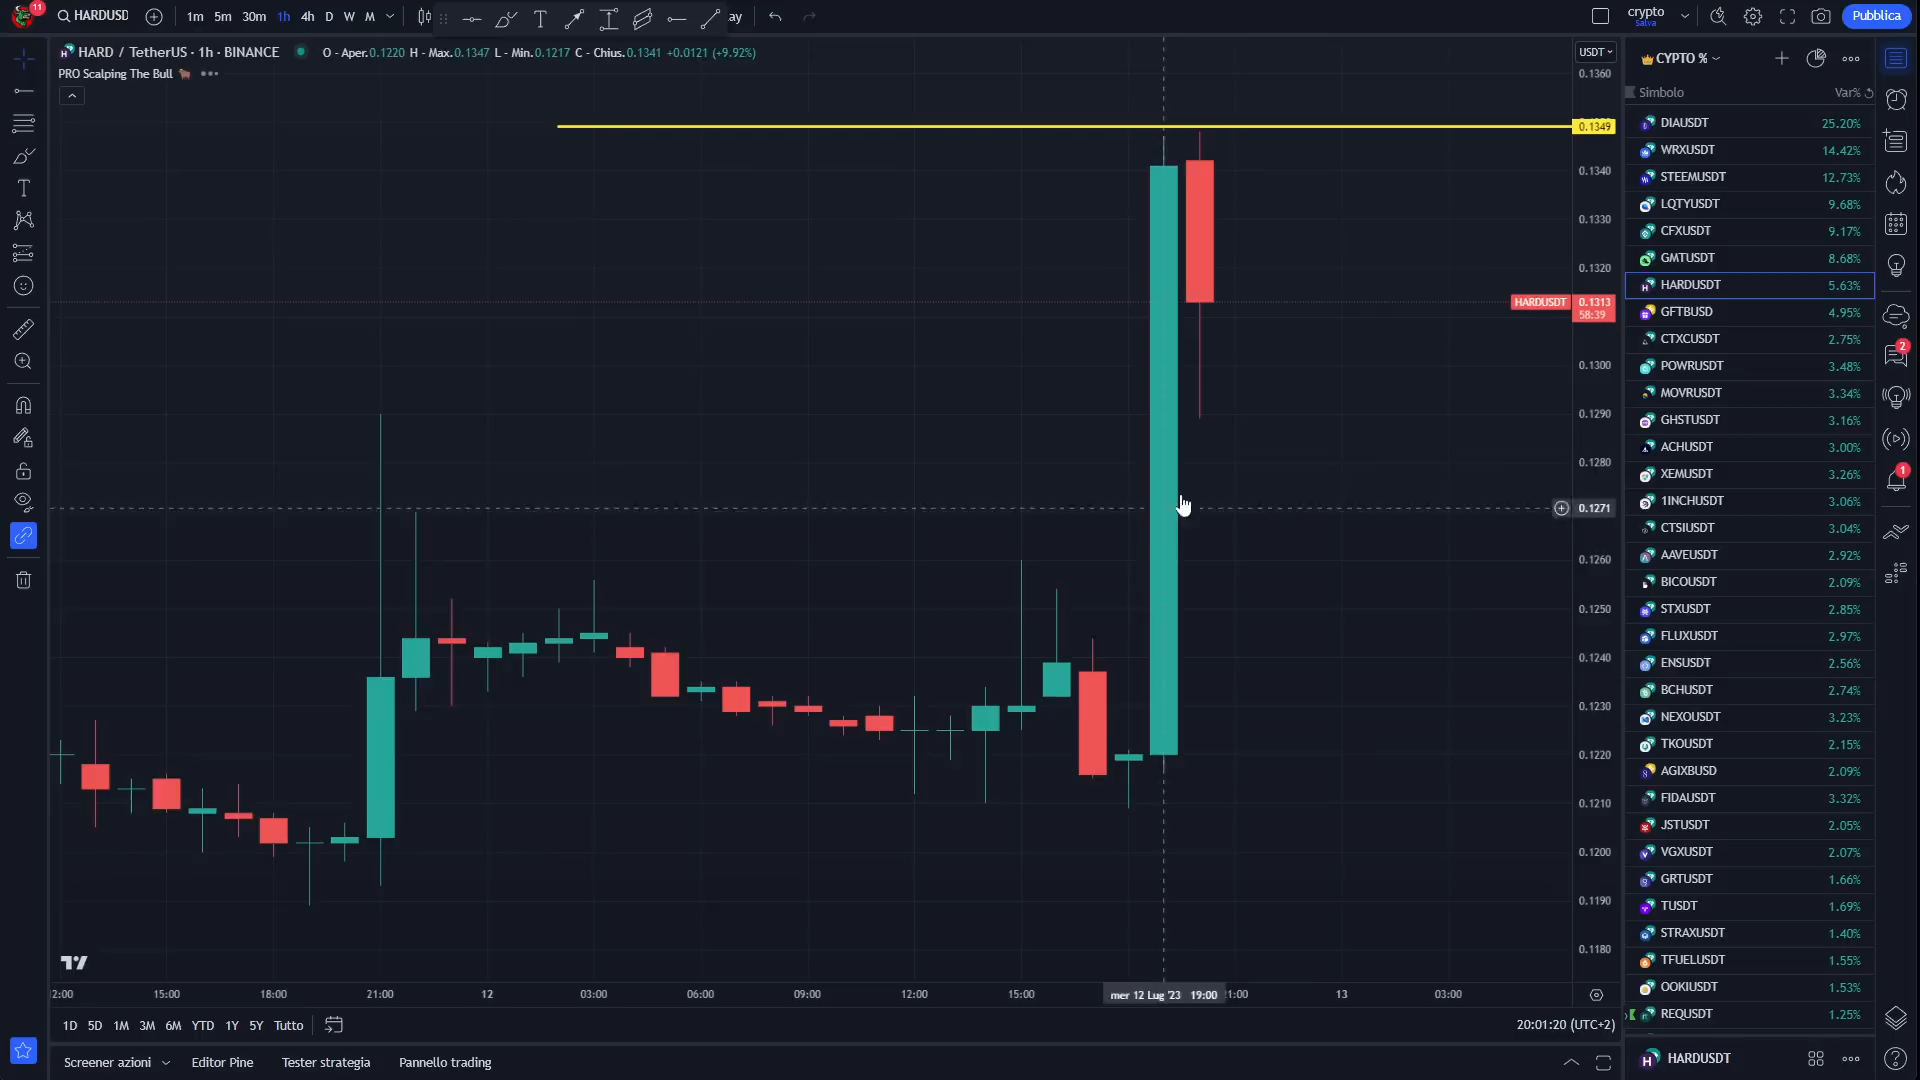 11
HARDUSD
1m 5m 30m 1h 4h D W M
ay
crypto
Salva
Pubblica
HARD / TetherUS · 1h · BINANCE
O - Aper.0.1220 H - Max.0.1347 L - Min.0.1217 C - Chius.0.1341 +0.0121 (+9.92%)
PRO Scalping The Bull
USDT
0.1360
0.1349
0.1340
0.1330
0.1320
HARDUSDT 0.1313
58:39
0.1300
0.1290
0.1280
0.1271
0.1260
0.1250
0.1240
0.1230
0.1220
0.1210
0.1200
0.1190
0.1180
2:00 15:00 18:00 21:00 12 03:00 06:00 09:00 12:00 15:00 mer 12 Lug '23 19:00 1:00 13 03:00
1D 5D 1M 3M 6M YTD 1Y 5Y Tutto
20:01:20 (UTC+2)
Screener azioni Editor Pine Tester strategia Pannello trading
CYPTO %
Simbolo Var%
DIAUSDT 25.20%
WRXUSDT 14.42%
STEEMUSDT 12.73%
LQTYUSDT 9.68%
CFXUSDT 9.17%
GMTUSDT 8.68%
HARDUSDT 5.63%
GFTBUSD 4.95%
CTXCUSDT 2.75%
POWRUSDT 3.48%
MOVRUSDT 3.34%
GHSTUSDT 3.16%
ACHUSDT 3.00%
XEMUSDT 3.26%
1INCHUSDT 3.06%
CTSIUSDT 3.04%
AAVEUSDT 2.92%
BICOUSDT 2.09%
STXUSDT 2.85%
FLUXUSDT 2.97%
ENSUSDT 2.56%
BCHUSDT 2.74%
NEXOUSDT 3.23%
TKOUSDT 2.15%
AGIXBUSD 2.09%
FIDAUSDT 3.32%
JSTUSDT 2.05%
VGXUSDT 2.07%
GRTUSDT 1.66%
TUSDT 1.69%
STRAXUSDT 1.40%
TFUELUSDT 1.55%
OOKIUSDT 1.53%
REQUSDT 1.25%
HARDUSDT
2
1